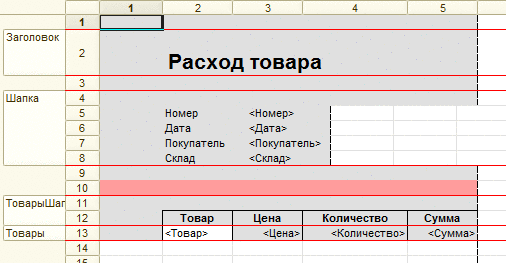 1 2 3 4 5
1
Заголовок
2 Расход товара
3
Шапка 4
5 Номер <Номер>
6 Дата <Дата>
7 Покупатель <Покупатель>
8 Склад <Склад>
9
10
ТоварыШап 11
12 Товар Цена Количество Сумма
Товары 13 <Товар> <Цена> <Количество> <Сумма>
14
15